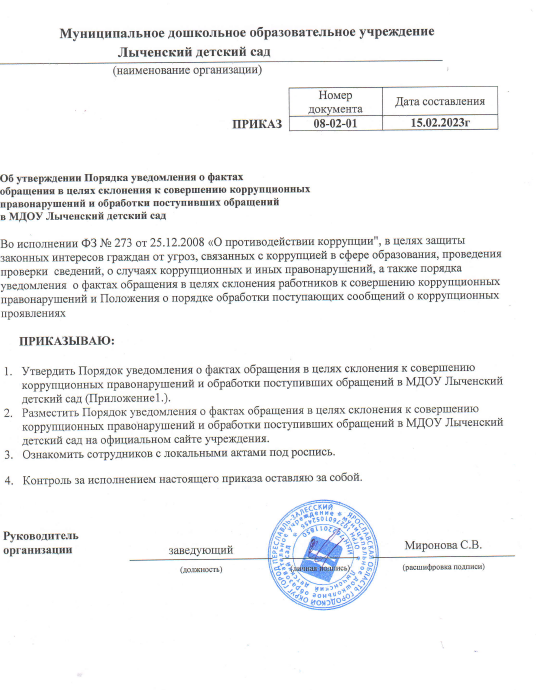 Муниципальное дошкольное образовательное учреждение
Лыченский детский сад
(наименование организации)
Номер документа
Дата составления
ПРИКАЗ
08-02-01
15.02.2023г
Об утверждении Порядка уведомления о фактах
обращения в целях склонения к совершению коррупционных
правонарушений и обработки поступивших обращений
в МДОУ Лыченский детский сад
Во исполнении ФЗ № 273 от 25.12.2008 «О противодействии коррупции", в целях защиты
законных интересов граждан от угроз, связанных с коррупцией в сфере образования, проведения
проверки сведений, о случаях коррупционных и иных правонарушений, а также порядка
уведомления о фактах обращения в целях склонения работников к совершению коррупционных
правонарушений и Положения о порядке обработки поступающих сообщений о коррупционных
проявлениях
ПРИКАЗЫВАЮ:
1. Утвердить Порядок уведомления о фактах обращения в целях склонения к совершению
коррупционных правонарушений и обработки поступивших обращений в МДОУ Лыченский
детский сад (Приложение1.).
2. Разместить Порядок уведомления о фактах обращения в целях склонения к совершению
коррупционных правонарушений и обработки поступивших обращений в МДОУ Лыченский
детский сад на официальном сайте учреждения.
3. Ознакомить сотрудников с локальными актами под роспись.
4. Контроль за исполнением настоящего приказа оставляю за собой.
Руководитель
организации
заведующий
Миронова С.В.
(должность)
(личная подпись)
(расшифровка подписи)
ЯРОСЛАВСКАЯ ОБЛАСТЬ ГОРОДСКОЙ ОКРУГ ГОРОД ПЕРЕСЛАВЛЬ-ЗАЛЕССКИЙ